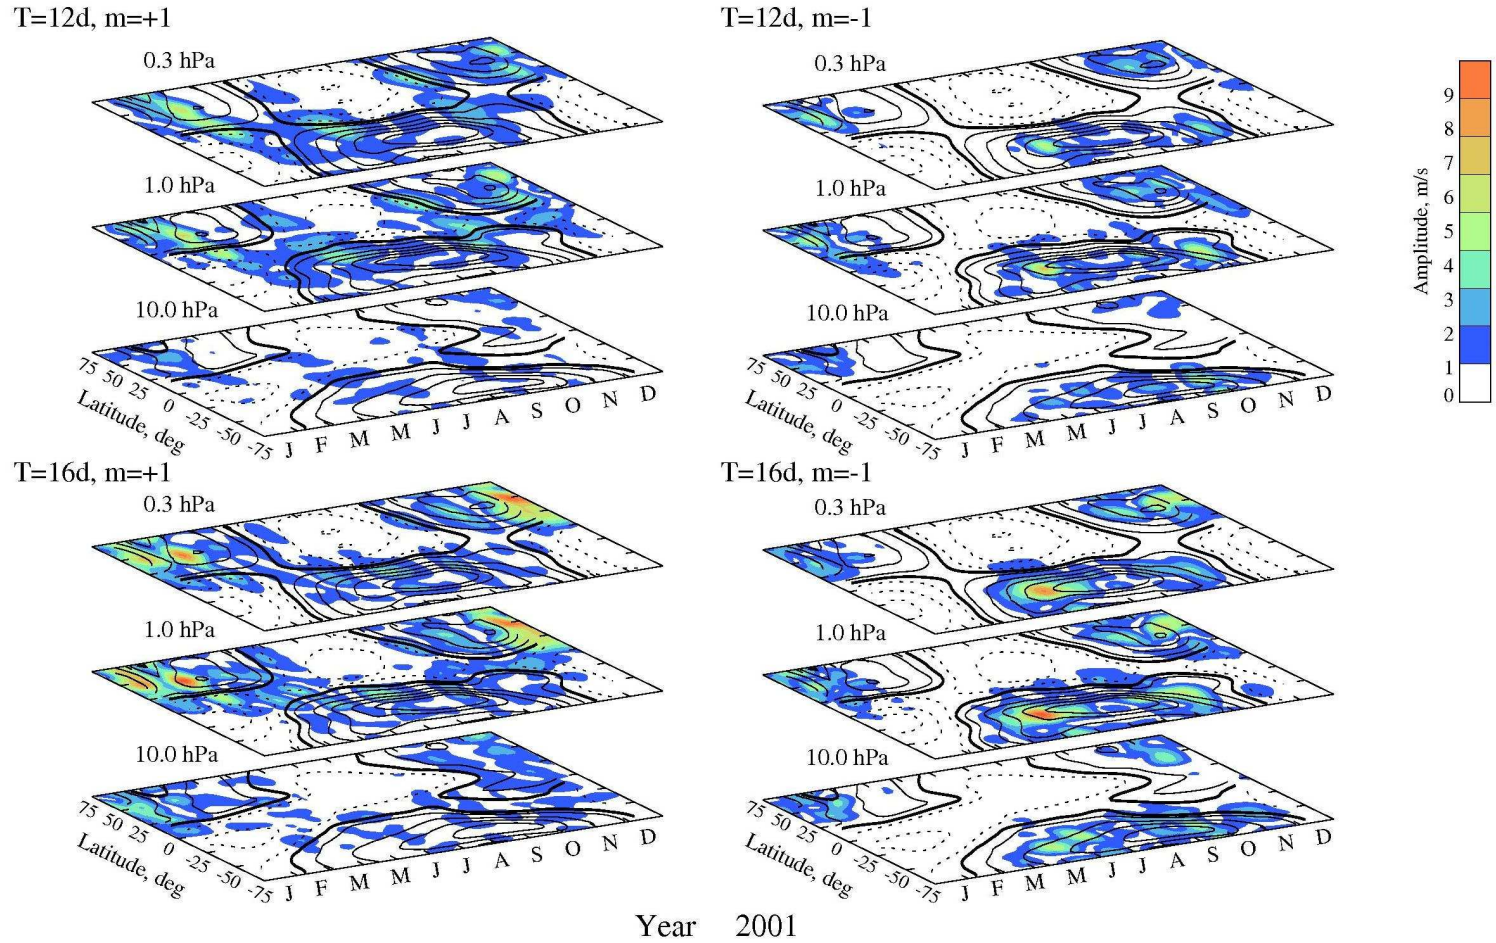 T=12d, m=+1
0.3 hPa
1.0 hPa
10.0 hPa
75 50 25 0 -25 -50 -75
Latitude, deg
J F M M J J A S O N D
T=12d, m=-1
0.3 hPa
1.0 hPa
10.0 hPa
75 50 25 0 -25 -50 -75
Latitude, deg
J F M M J J A S O N D
9
8
7
6
5
4
3
2
1
0
Amplitude, m/s
T=16d, m=+1
0.3 hPa
1.0 hPa
10.0 hPa
75 50 25 0 -25 -50 -75
Latitude, deg
J F M M J J A S O N D
T=16d, m=-1
0.3 hPa
1.0 hPa
10.0 hPa
75 50 25 0 -25 -50 -75
Latitude, deg
J F M M J J A S O N D
Year 2001